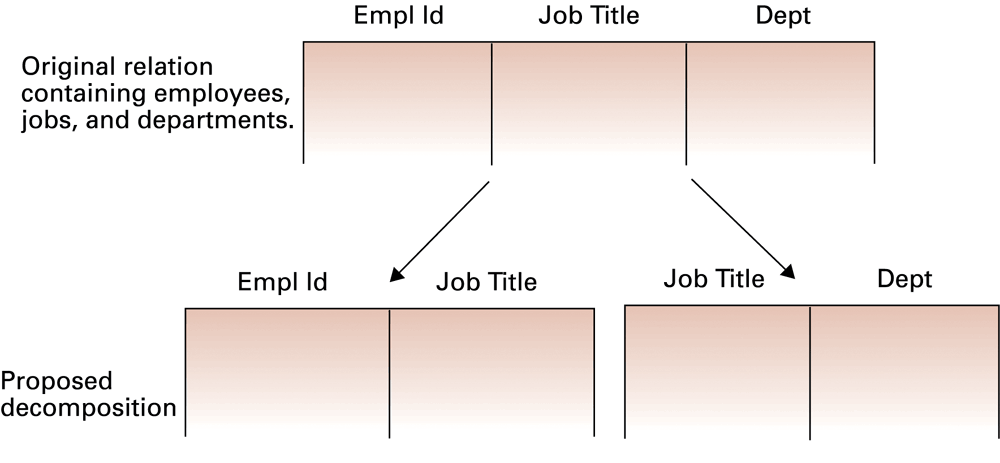 Empl Id Job Title Dept
Original relation
containing employees,
jobs, and departments.
Empl Id Job Title Job Title Dept
Proposed
decomposition